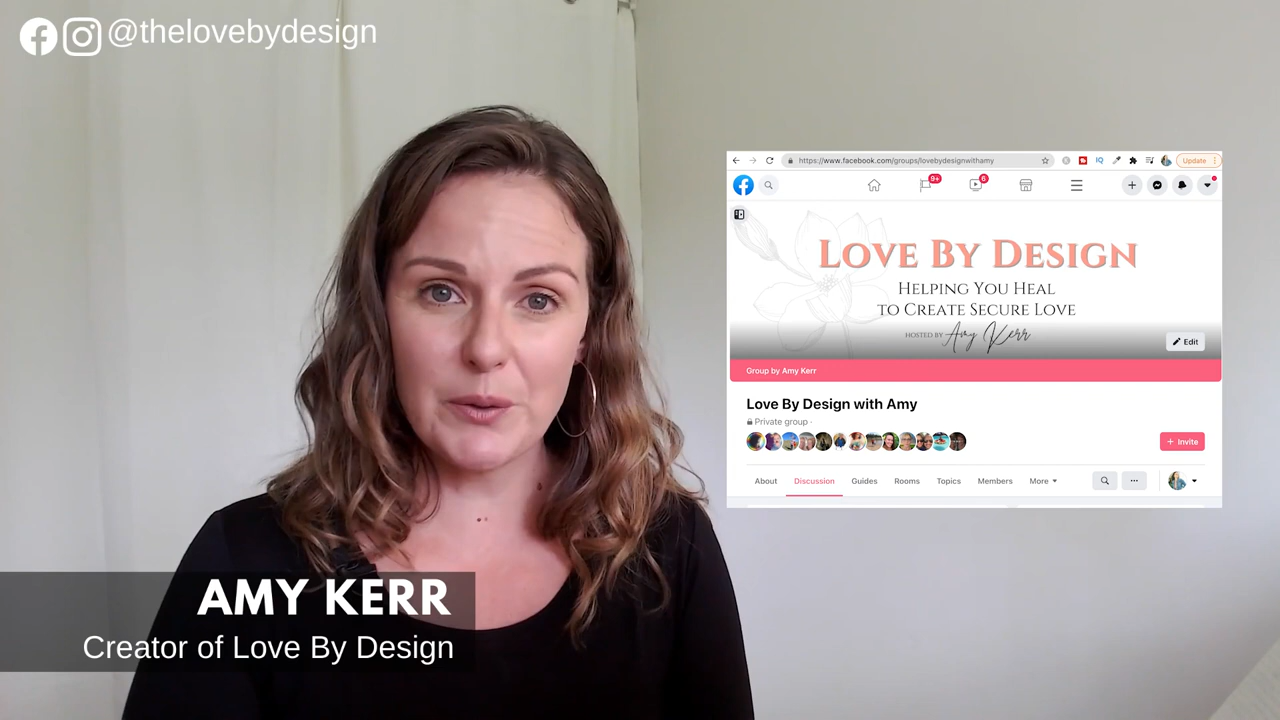 @thelovebydesign
https://www.facebook.com/groups/lovebydesignwithamy
IQ
Update
9+
6
LOVE BY DESIGN
HELPING YOU HEAL
TO CREATE SECURE LOVE
HOSTED BY Amy Kerr
Edit
Group by Amy Kerr
Love By Design with Amy
Private group ·
+ Invite
About Discussion Guides Rooms Topics Members More
AMY KERR
Creator of Love By Design